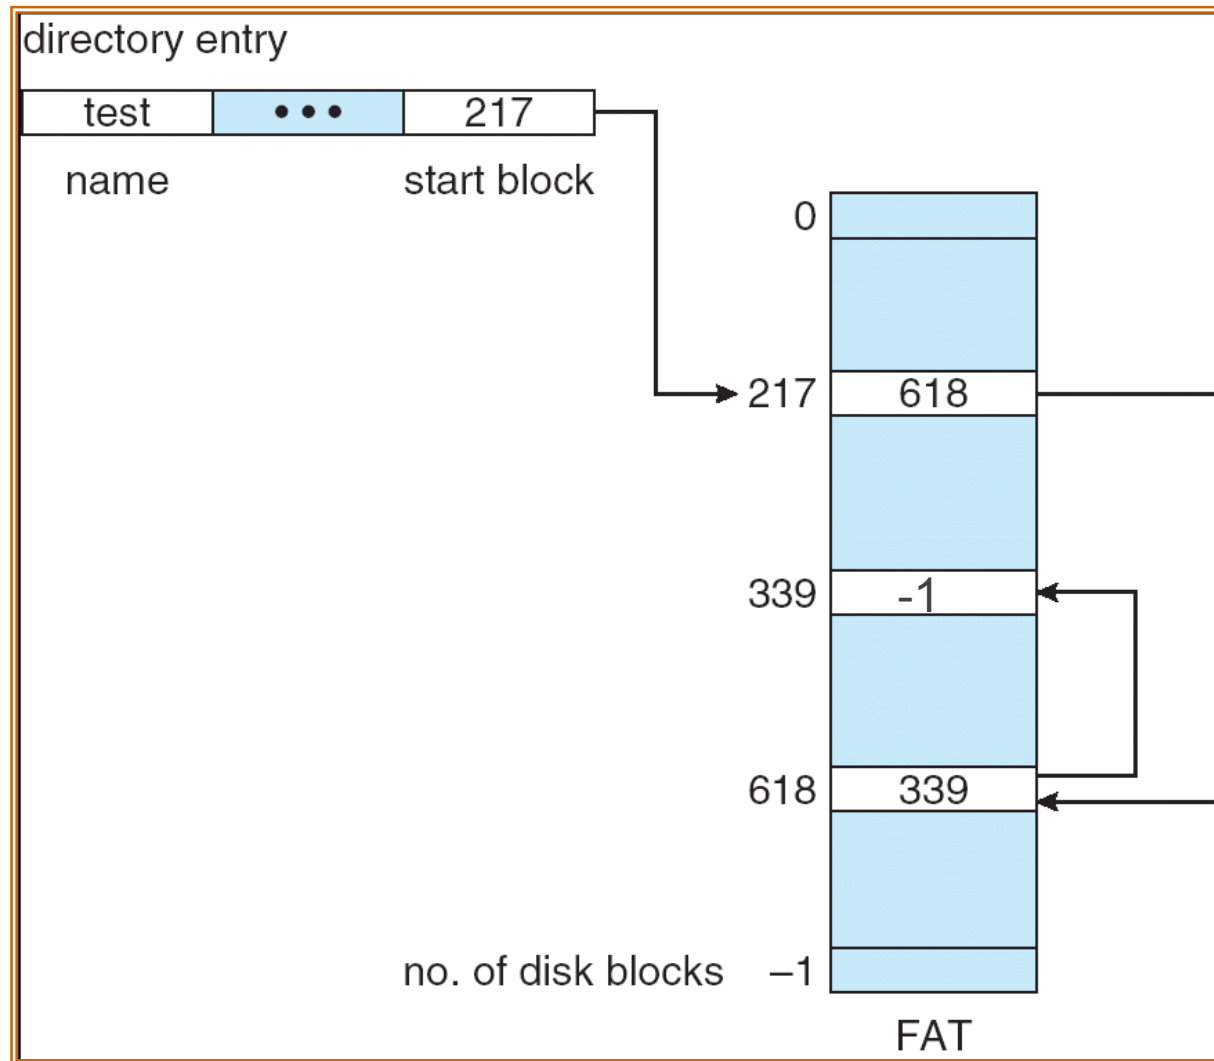 directory entry
test ••• 217
name start block
0
217 618
339 -1
618 339
no. of disk blocks –1
FAT